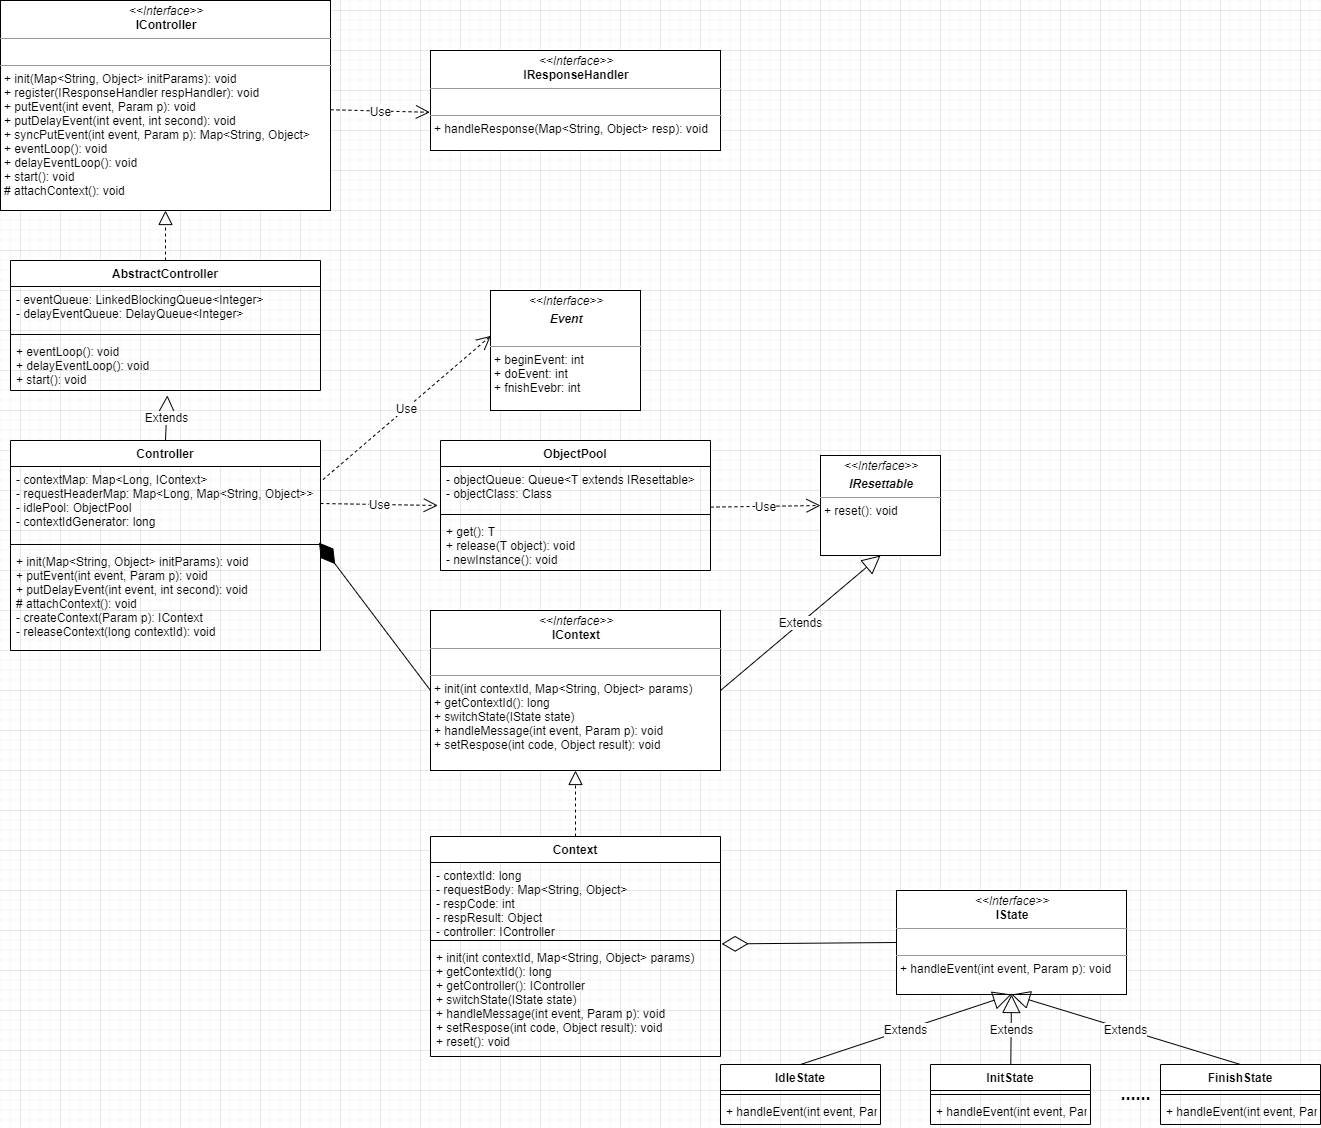 <<Interface>>
IController
+ init(Map<String, Object> initParams): void
+ register(IResponseHandler respHandler): void
+ putEvent(int event, Param p): void
+ putDelayEvent(int event, int second): void
+ syncPutEvent(int event, Param p): Map<String, Object>
+ eventLoop(): void
+ delayEventLoop(): void
+ start(): void
# attachContext(): void
Use
<<Interface>>
IResponseHandler
+ handleResponse(Map<String, Object> resp): void
AbstractController
- eventQueue: LinkedBlockingQueue<Integer>
- delayEventQueue: DelayQueue<Integer>
+ eventLoop(): void
+ delayEventLoop(): void
+ start(): void
Extends
<<Interface>>
Event
+ beginEvent: int
+ doEvent: int
+ fnishEvebr: int
Use
Controller
- contextMap: Map<Long, IContext>
- requestHeaderMap: Map<Long, Map<String, Object>>
- idlePool: ObjectPool
- contextIdGenerator: long
+ init(Map<String, Object> initParams): void
+ putEvent(int event, Param p): void
+ putDelayEvent(int event, int second): void
# attachContext(): void
- createContext(Param p): IContext
- releaseContext(long contextId): void
Use
ObjectPool
- objectQueue: Queue<T extends IResettable>
- objectClass: Class
+ get(): T
+ release(T object): void
- newInstance(): void
Use
<<Interface>>
IResettable
+ reset(): void
Extends
<<Interface>>
IContext
+ init(int contextId, Map<String, Object> params)
+ getContextId(): long
+ switchState(IState state)
+ handleMessage(int event, Param p): void
+ setRespose(int code, Object result): void
Context
- contextId: long
- requestBody: Map<String, Object>
- respCode: int
- respResult: Object
- controller: IController
+ init(int contextId, Map<String, Object> params)
+ getContextId(): long
+ getController(): IController
+ switchState(IState state)
+ handleMessage(int event, Param p): void
+ setRespose(int code, Object result): void
+ reset(): void
<<Interface>>
IState
+ handleEvent(int event, Param p): void
Extends
Extends
Extends
IdleState
+ handleEvent(int event, Par
InitState
+ handleEvent(int event, Pa
......
FinishState
+ handleEvent(int event, Par